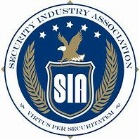 SECURITY INDUSTRY ASSOCIATION
SIA
VIRTUS PER SECURITATEM